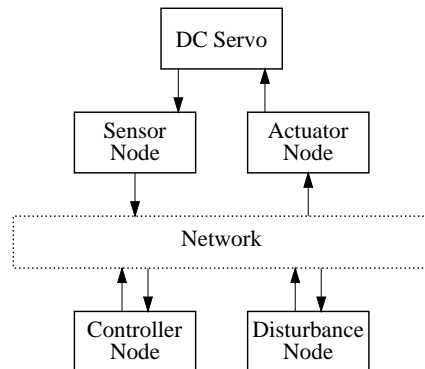 DC Servo
Sensor
Node
Actuator
Node
Network
Controller
Node
Disturbance
Node